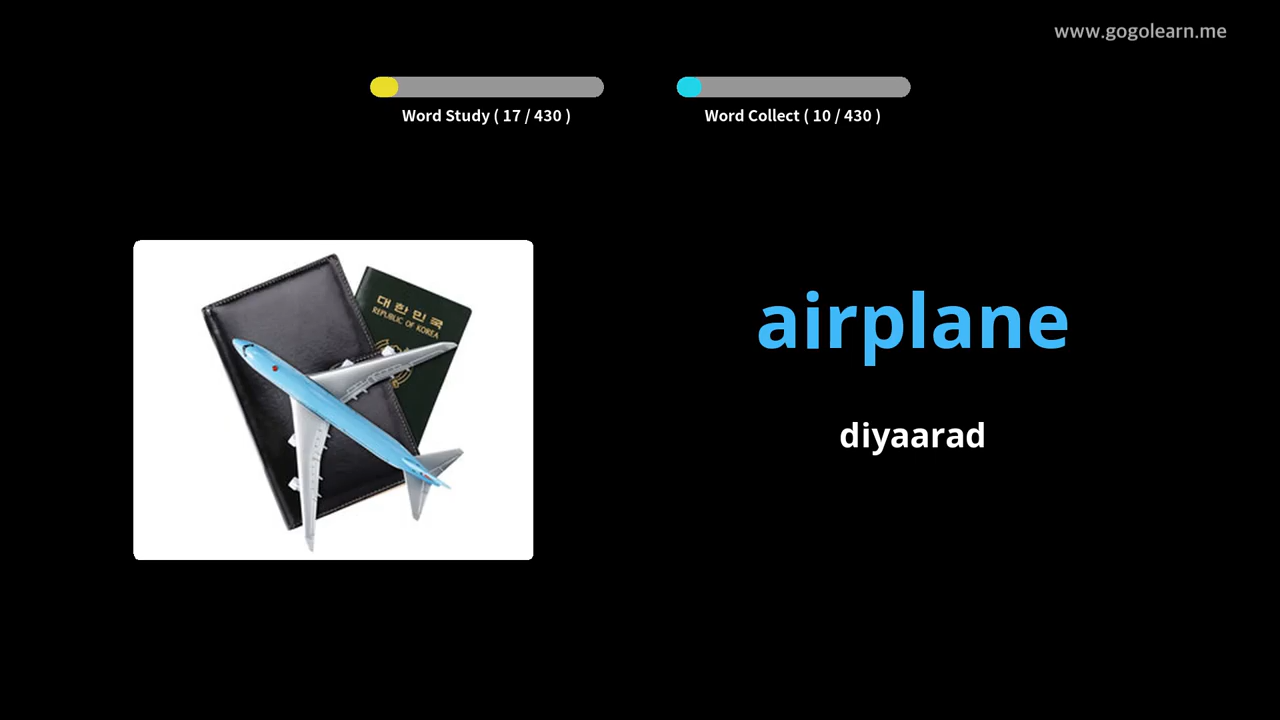 www.gogolearn.me
Word Study ( 17 / 430 )
Word Collect ( 10 / 430 )
대한민국
REPUBLIC OF KOREA
airplane
diyaarad